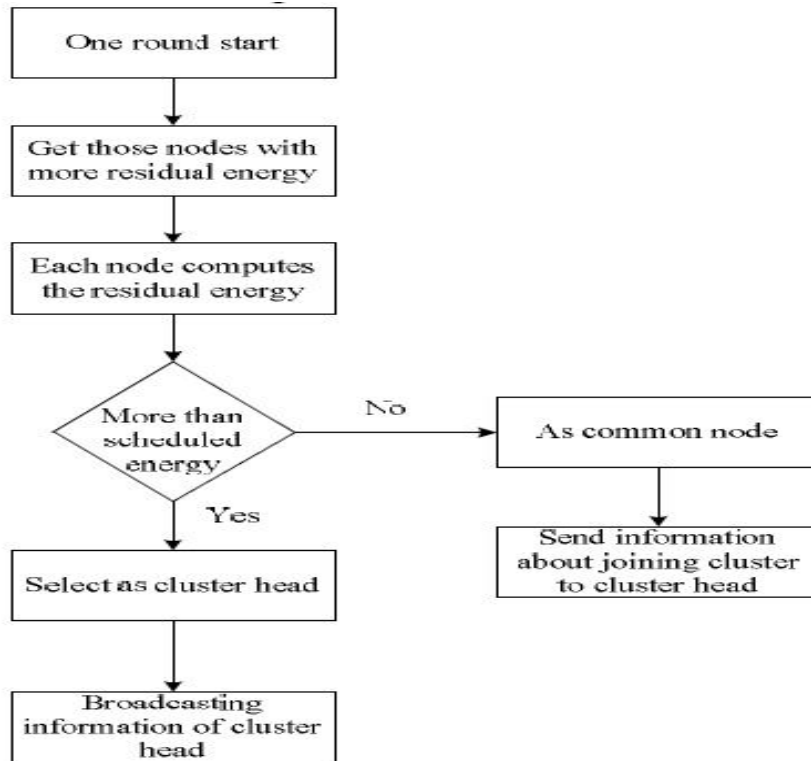 One round start
Get those nodes with
more residual energy
Each node computes
the residual energy
More than
scheduled
energy
No
As common node
Yes
Send information
about joining cluster
to cluster head
Select as cluster head
Broadcasting
information of cluster
head